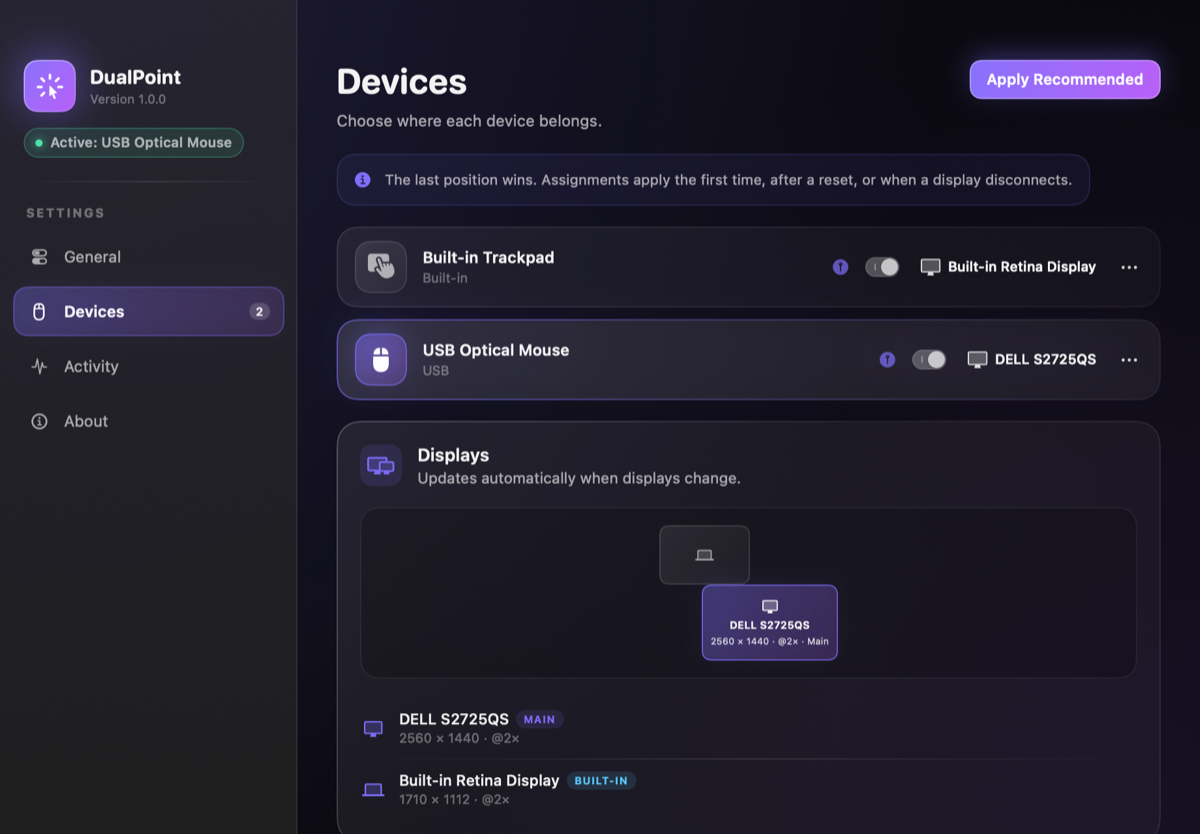 DualPoint
Version 1.0.0
Active: USB Optical Mouse
SETTINGS
General
Devices 2
Activity
About
Devices
Choose where each device belongs.
Apply Recommended
The last position wins. Assignments apply the first time, after a reset, or when a display disconnects.
Built-in Trackpad
Built-in
Built-in Retina Display
USB Optical Mouse
USB
DELL S2725QS
Displays
Updates automatically when displays change.
DELL S2725QS
2560 × 1440 · @2× · Main
DELL S2725QS MAIN
2560 × 1440 · @2×
Built-in Retina Display BUILT-IN
1710 × 1112 · @2×